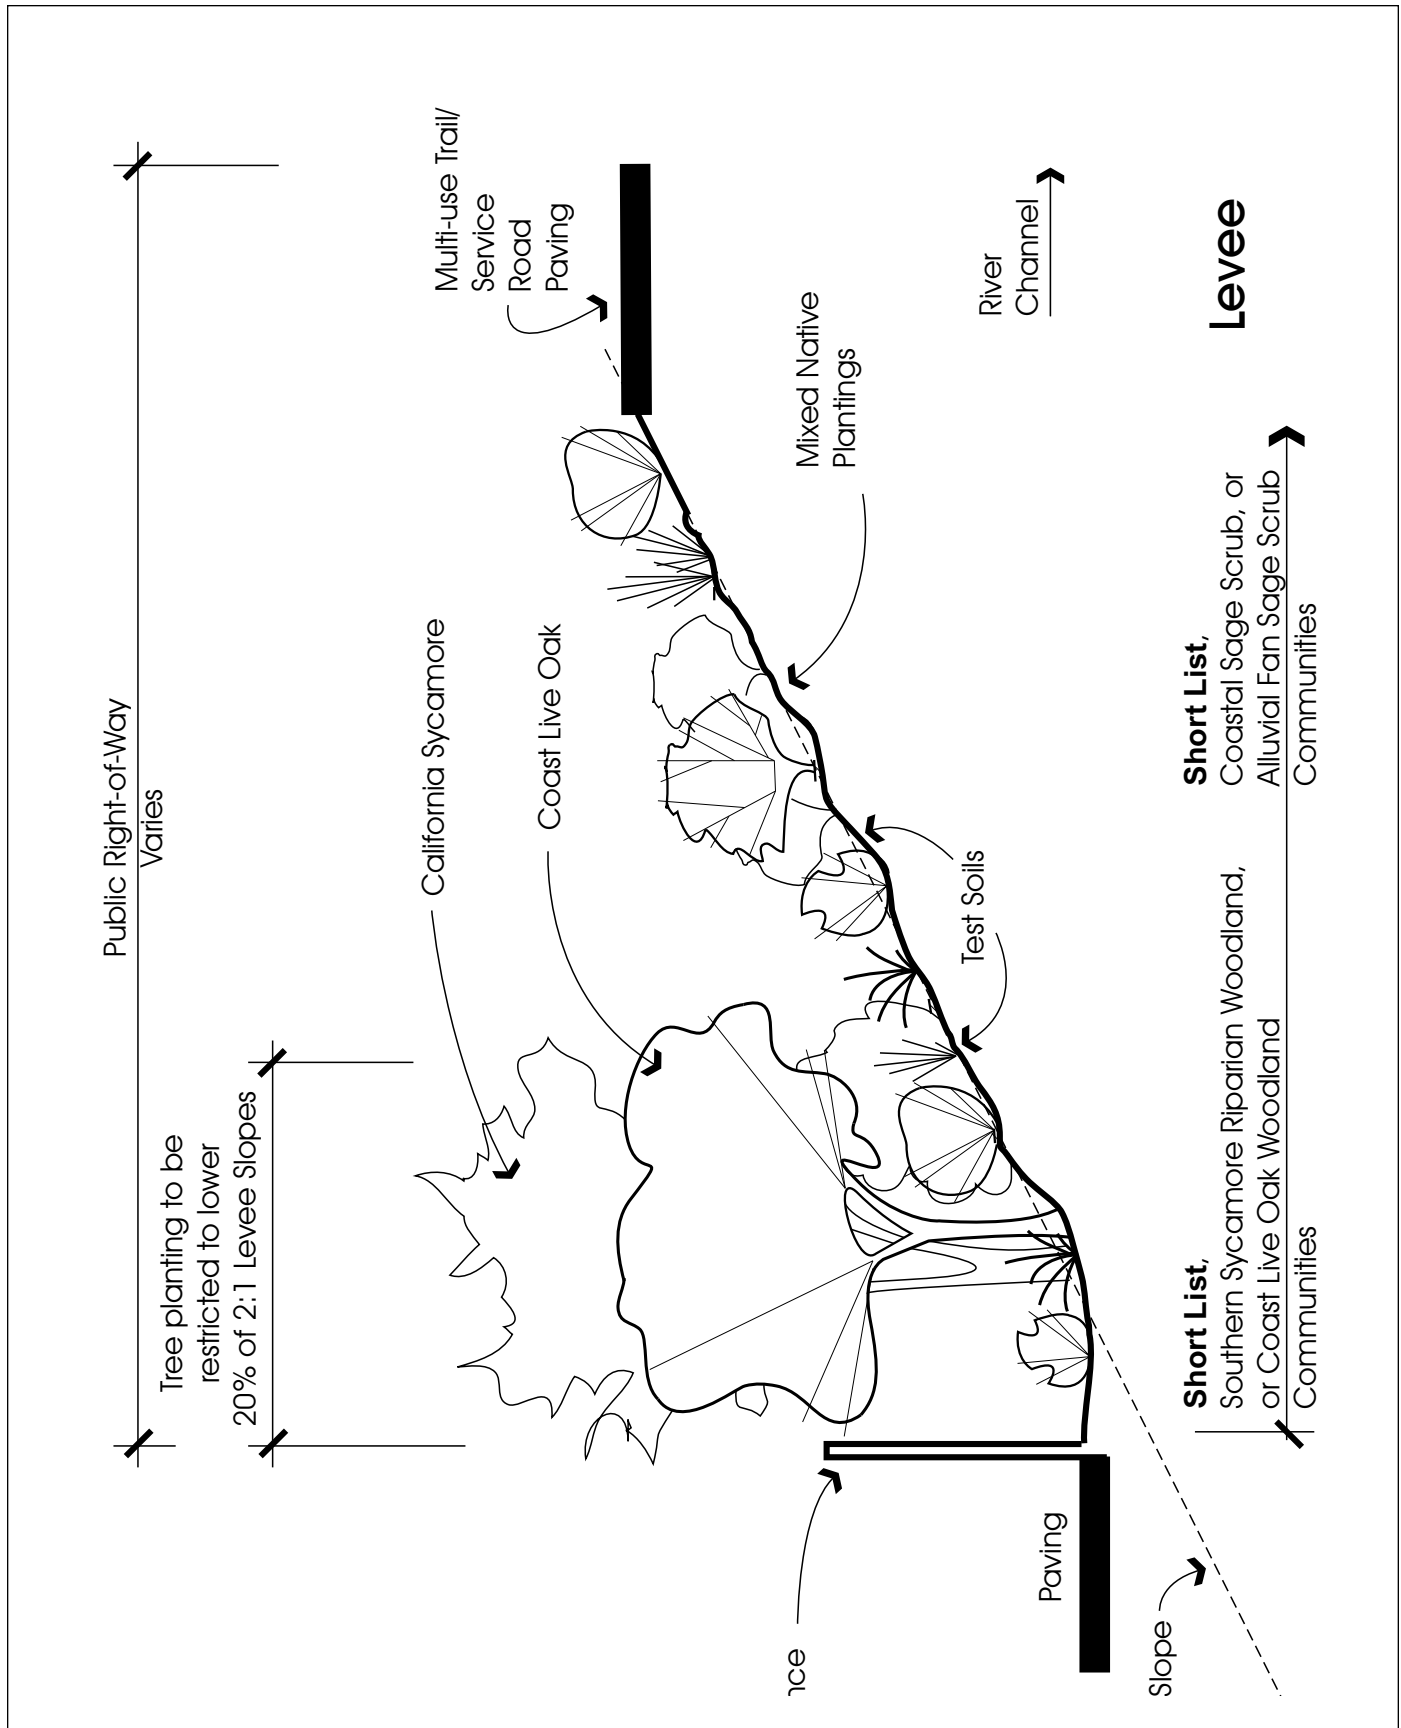 Public Right-of-Way
Varies
Tree planting to be
restricted to lower
20% of 2:1 Levee Slopes
California Sycamore
Coast Live Oak
Multi-use Trail/
Service
Road
Paving
Mixed Native
Plantings
Test Soils
River
Channel
nce
Paving
Slope
Short List,
Southern Sycamore Riparian Woodland,
or Coast Live Oak Woodland
Communities
Short List,
Coastal Sage Scrub, or
Alluvial Fan Sage Scrub
Communities
Levee